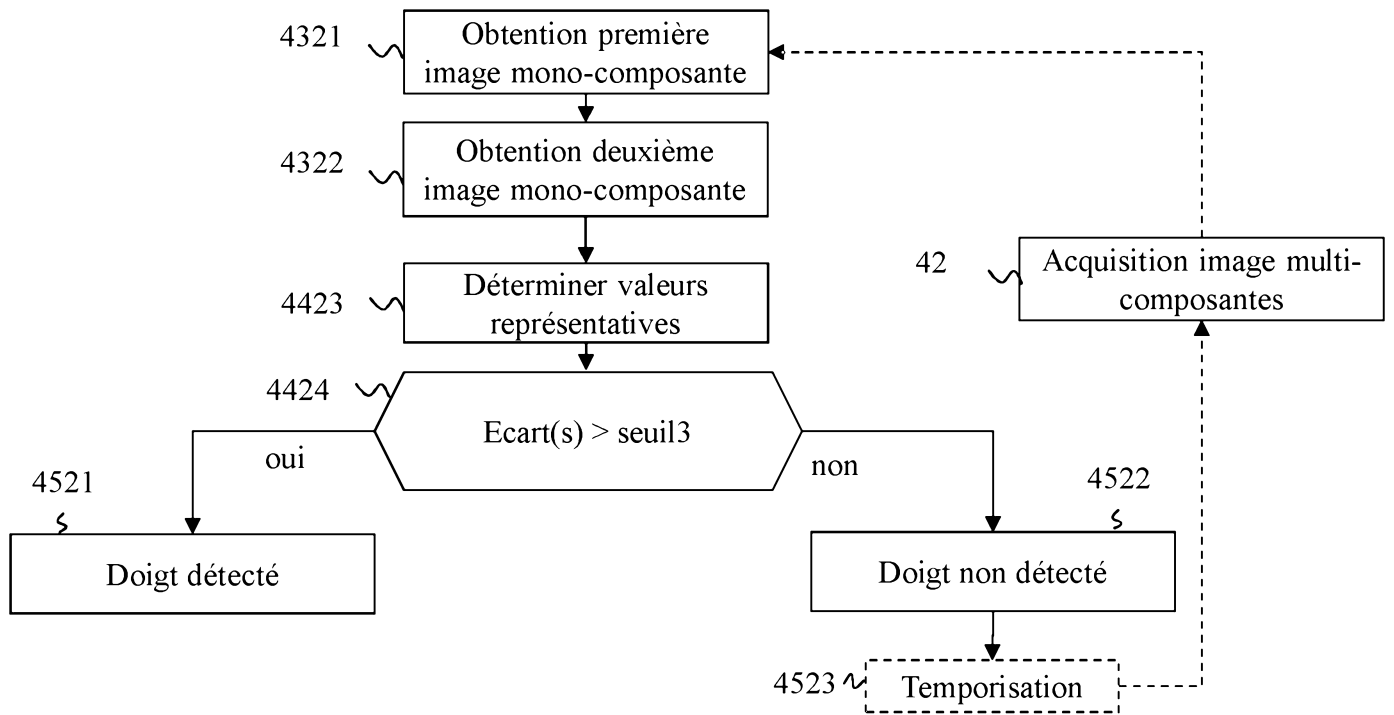 4321
Obtention première
image mono-composante
4322
Obtention deuxième
image mono-composante
42
Acquisition image multi-
composantes
4423
Déterminer valeurs
représentatives
4424
Ecart(s) > seuil3
oui
non
4521
Doigt détecté
4522
Doigt non détecté
4523
Temporisation